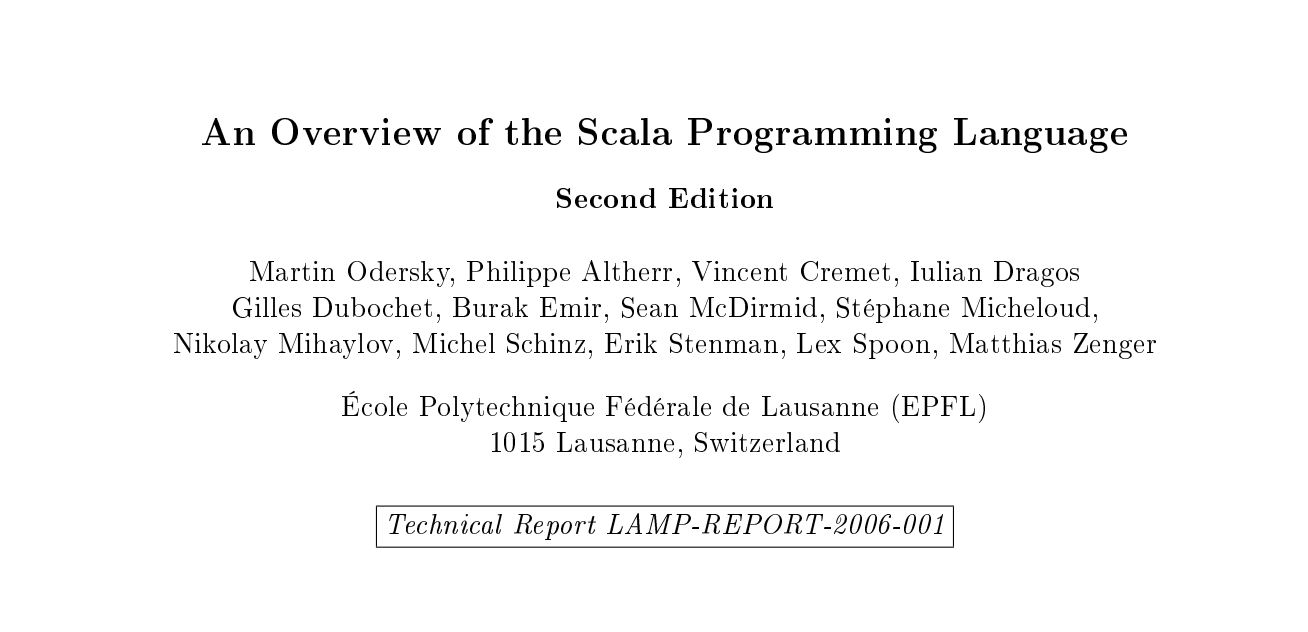 An Overview of the Scala Programming Language
Second Edition
Martin Odersky, Philippe Altherr, Vincent Cremet, Iulian Dragos
Gilles Dubochet, Burak Emir, Sean McDirmid, Stéphane Micheloud,
Nikolay Mihaylov, Michel Schinz, Erik Stenman, Lex Spoon, Matthias Zenger
École Polytechnique Fédérale de Lausanne (EPFL)
1015 Lausanne, Switzerland
Technical Report LAMP-REPORT-2006-001